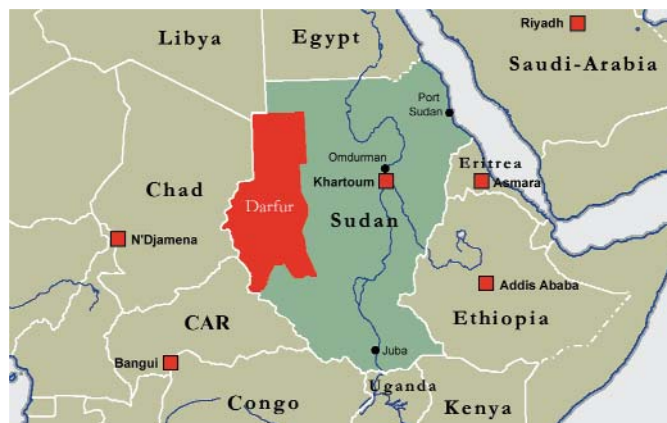 Riyadh
Libya
Egypt
Saudi-Arabia
Port
Sudan
Omdurman
Eritrea
Khartoum
Asmara
Chad
Darfur
Sudan
N'Djamena
Addis Ababa
CAR
Ethiopia
Juba
Bangui
Uganda
Congo
Kenya